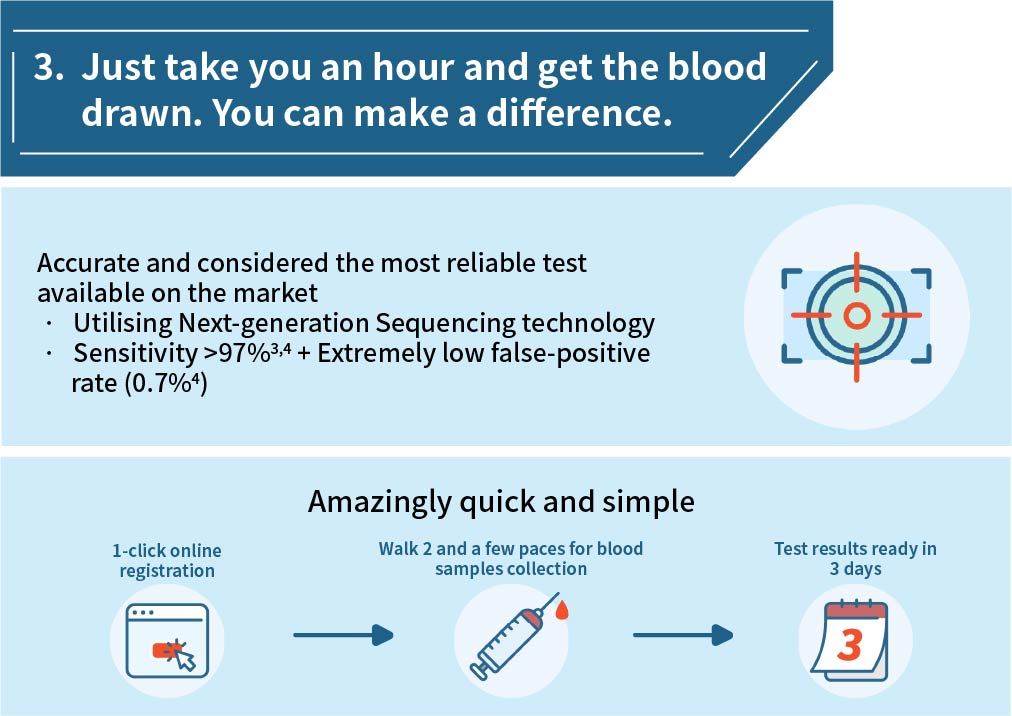 3. Just take you an hour and get the blood
drawn. You can make a difference.
Accurate and considered the most reliable test
available on the market
· Utilising Next-generation Sequencing technology
· Sensitivity >97%³,⁴ + Extremely low false-positive
rate (0.7%⁴)
Amazingly quick and simple
1-click online
registration
Walk 2 and a few paces for blood
samples collection
Test results ready in
3 days
3